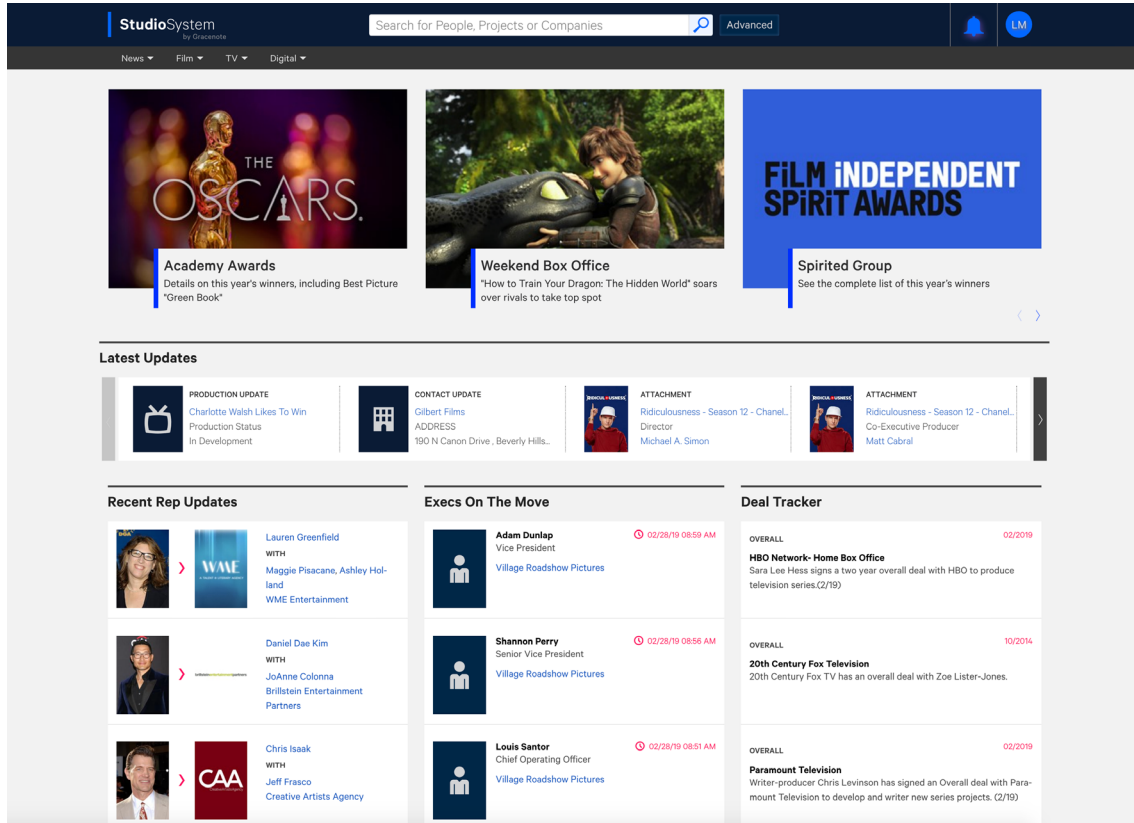 StudioSystem
by Gracenote
Search for People, Projects or Companies
Advanced
LM
News
Film
TV
Digital
THE
OSCARS.
Academy Awards
Details on this year's winners, including Best Picture
"Green Book"
Weekend Box Office
"How to Train Your Dragon: The Hidden World" soars
over rivals to take top spot
FiLM iNDEPENDENT
SPiRiT AWARDS
Spirited Group
See the complete list of this year's winners
Latest Updates
PRODUCTION UPDATE
Charlotte Walsh Likes To Win
Production Status
In Development
CONTACT UPDATE
Gilbert Films
ADDRESS
190 N Canon Drive , Beverly Hills...
RIDICULOUSNESS
ATTACHMENT
Ridiculousness - Season 12 - Chanel...
Director
Michael A. Simon
RIDICULOUSNESS
ATTACHMENT
Ridiculousness - Season 12 - Chanel...
Co-Executive Producer
Matt Cabral
Recent Rep Updates
DGA
WME
Lauren Greenfield
WITH
Maggie Pisacane, Ashley Hol-
land
WME Entertainment
brillsteinentertainmentpartners
Daniel Dae Kim
WITH
JoAnne Colonna
Brillstein Entertainment
Partners
CAA
Chris Isaak
WITH
Jeff Frasco
Creative Artists Agency
Execs On The Move
Adam Dunlap
02/28/19 08:59 AM
Vice President
Village Roadshow Pictures
Shannon Perry
02/28/19 08:56 AM
Senior Vice President
Village Roadshow Pictures
Louis Santor
02/28/19 08:51 AM
Chief Operating Officer
Village Roadshow Pictures
Deal Tracker
OVERALL
02/2019
HBO Network- Home Box Office
Sara Lee Hess signs a two year overall deal with HBO to produce
television series.(2/19)
OVERALL
10/2014
20th Century Fox Television
20th Century Fox TV has an overall deal with Zoe Lister-Jones.
OVERALL
02/2019
Paramount Television
Writer-producer Chris Levinson has signed an Overall deal with Para-
mount Television to develop and writer new series projects. (2/19)